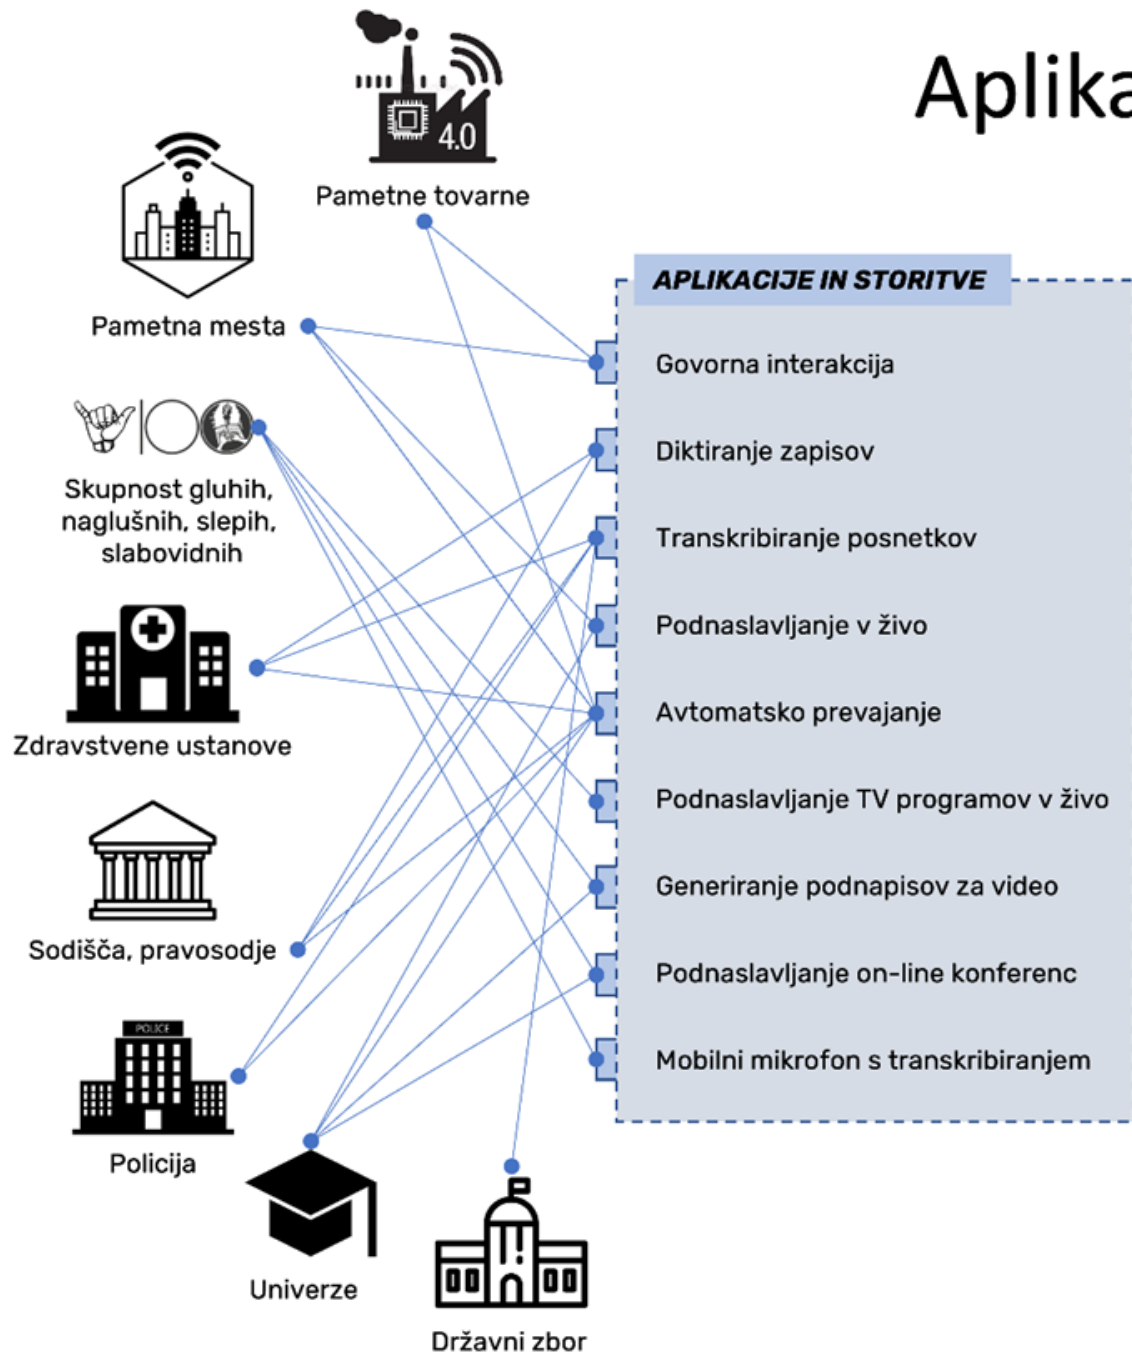 Aplika
4.0
Pametne tovarne
Pametna mesta
Skupnost gluhih,
naglušnih, slepih,
slabovidnih
Zdravstvene ustanove
Sodišča, pravosodje
POLICE
Policija
Univerze
Državni zbor
APLIKACIJE IN STORITVE
Govorna interakcija
Diktiranje zapisov
Transkribiranje posnetkov
Podnaslavljanje v živo
Avtomatsko prevajanje
Podnaslavljanje TV programov v živo
Generiranje podnapisov za video
Podnaslavljanje on-line konferenc
Mobilni mikrofon s transkribiranjem